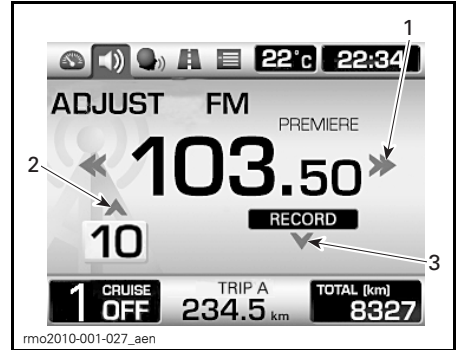 1
22°c 22:34
ADJUST FM
PREMIERE
103.50
2
10
RECORD
3
1 CRUISE OFF
TRIP A
234.5 km
TOTAL (km)
8327
rmo2010-001-027_aen